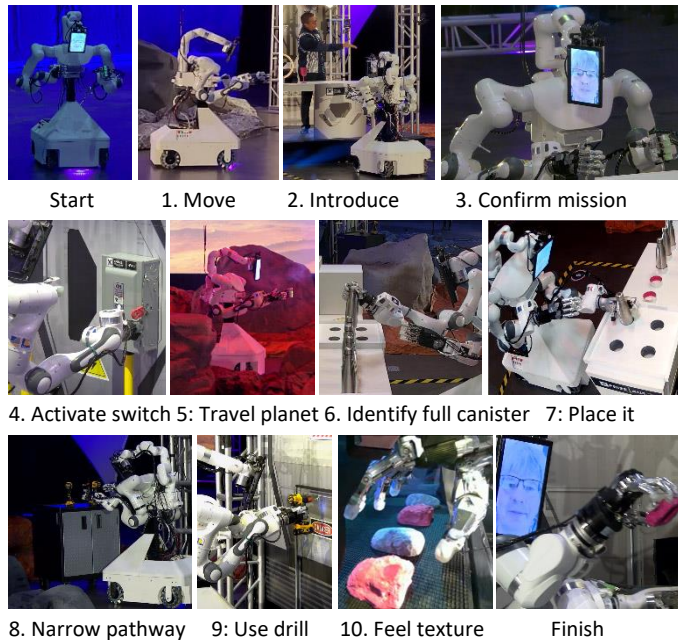 Start 1. Move 2. Introduce 3. Confirm mission
4. Activate switch 5: Travel planet 6. Identify full canister 7: Place it
8. Narrow pathway 9: Use drill 10. Feel texture Finish